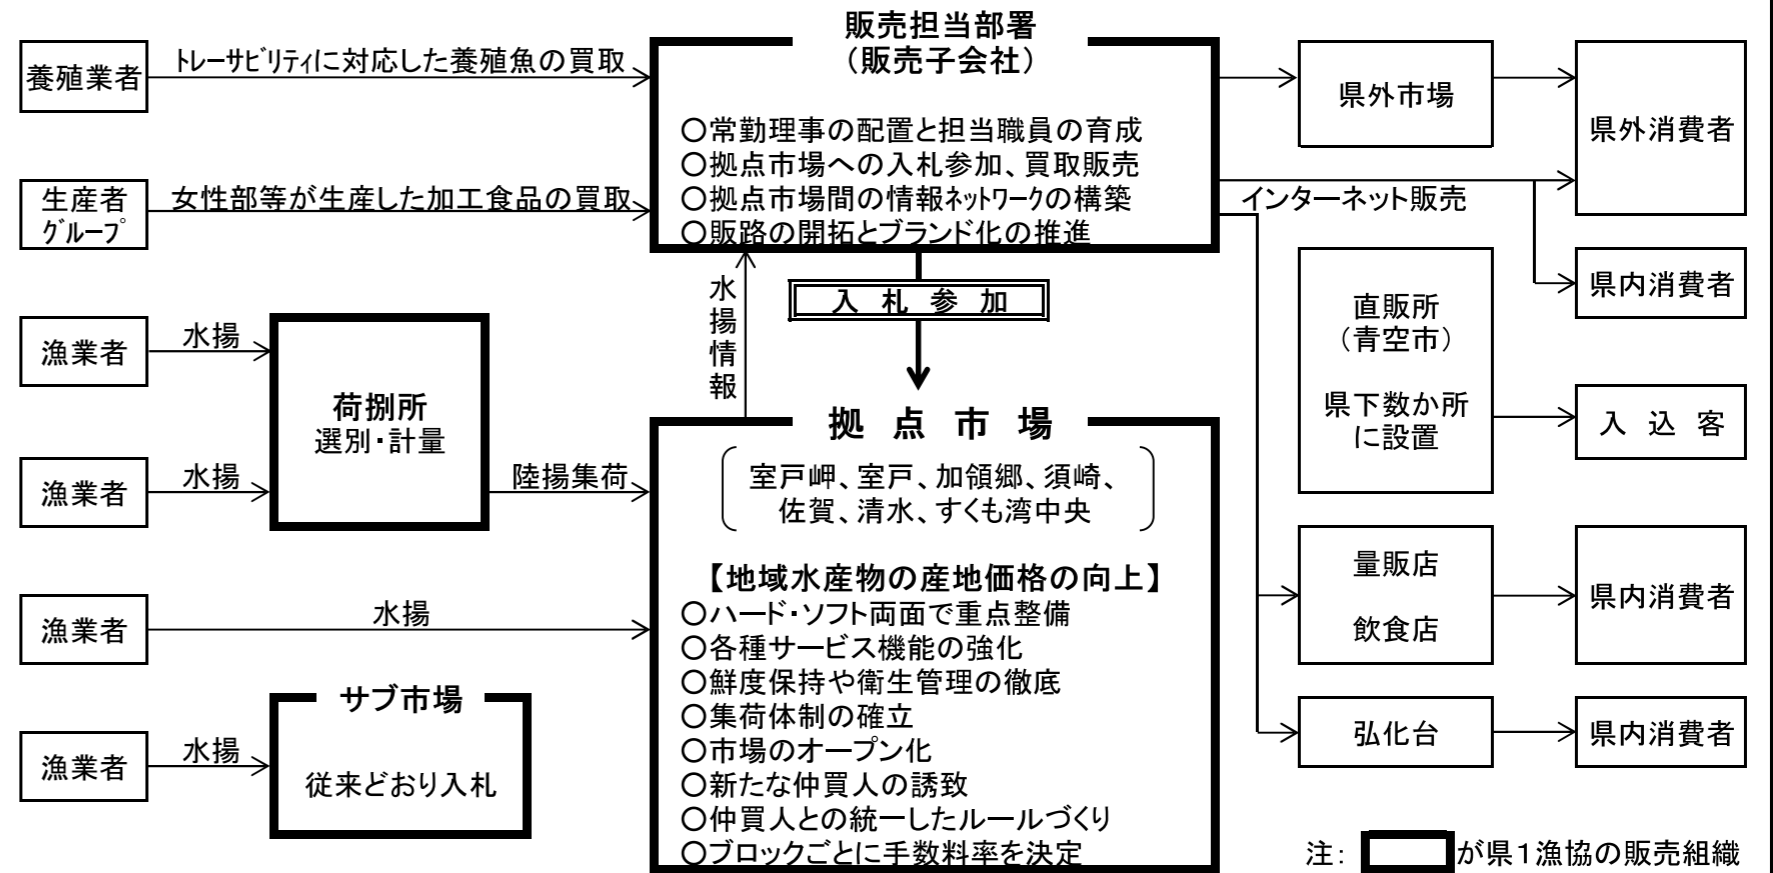 販売担当部署
(販売子会社)
○常勤理事の配置と担当職員の育成
○拠点市場への入札参加、買取販売
○拠点市場間の情報ネットワークの構築
○販路の開拓とブランド化の推進
養殖業者
トレーサビリティに対応した養殖魚の買取
生産者
グループ
女性部等が生産した加工食品の買取
漁業者
水揚
漁業者
水揚
荷捌所
選別・計量
陸揚集荷
漁業者
水揚
漁業者
水揚
サブ市場
従来どおり入札
水揚情報
入札参加
拠点市場
室戸岬、室戸、加領郷、須崎、
佐賀、清水、すくも湾中央
【地域水産物の産地価格の向上】
○ハード・ソフト両面で重点整備
○各種サービス機能の強化
○鮮度保持や衛生管理の徹底
○集荷体制の確立
○市場のオープン化
○新たな仲買人の誘致
○仲買人との統一したルールづくり
○ブロックごとに手数料率を決定
県外市場
県外消費者
インターネット販売
県内消費者
直販所
(青空市)
県下数か所
に設置
入込客
量販店
飲食店
県内消費者
弘化台
県内消費者
注: が県1漁協の販売組織